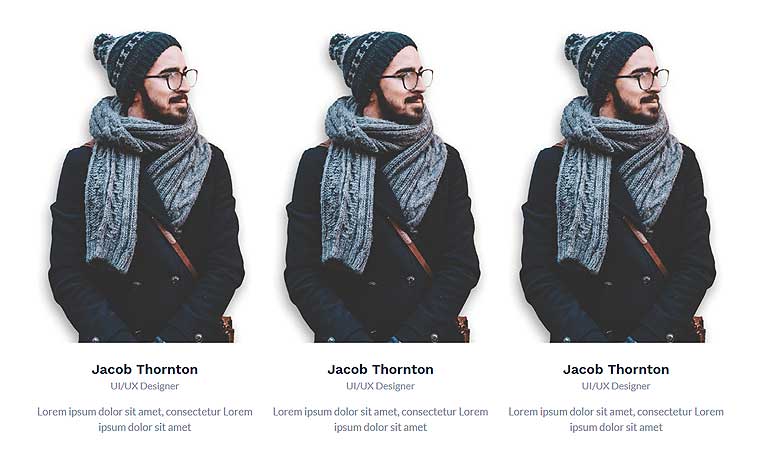 Jacob Thornton
UI/UX Designer
Lorem ipsum dolor sit amet, consectetur Lorem
ipsum dolor sit amet
Jacob Thornton
UI/UX Designer
Lorem ipsum dolor sit amet, consectetur Lorem
ipsum dolor sit amet
Jacob Thornton
UI/UX Designer
Lorem ipsum dolor sit amet, consectetur Lorem
ipsum dolor sit amet